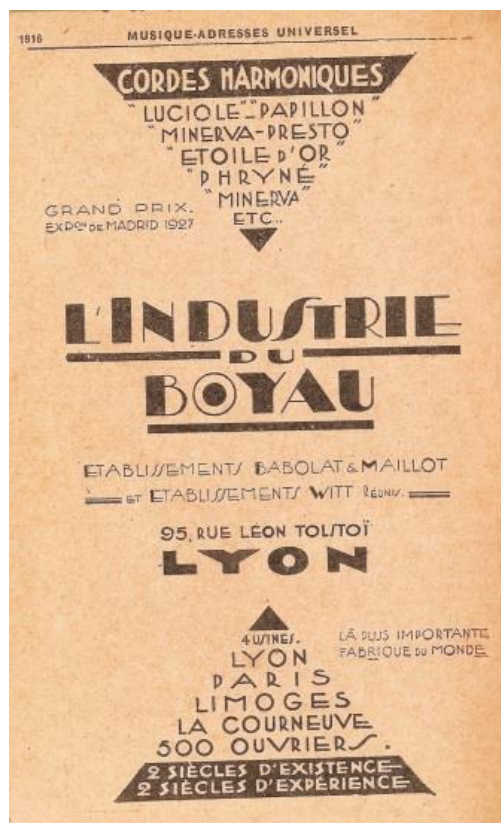 1916 MUSIQUE-ADRESSES UNIVERSEL
CORDES HARMONIQUES
"LUCIOLE"_"PAPILLON"
"MINERVA-PRESTO"
"ETOILE D'OR"
"PHRYNÉ"
"MINERVA"
ETC..
GRAND PRIX.
EXPON DE MADRID 1927
L'INDUSTRIE
DU
BOYAU
ETABLISSEMENTS BABOLAT & MAILLOT
ET ETABLISSEMENTS WITT RÉUNIS.
95, RUE LÉON TOLSTOÏ
LYON
4 USINES.
LYON
PARIS
LIMOGES
LA COURNEUVE
500 OUVRIERS.
LA PLUS IMPORTANTE
FABRIQUE DU MONDE
2 SIÈCLES D'EXISTENCE
2 SIÈCLES D'EXPÉRIENCE